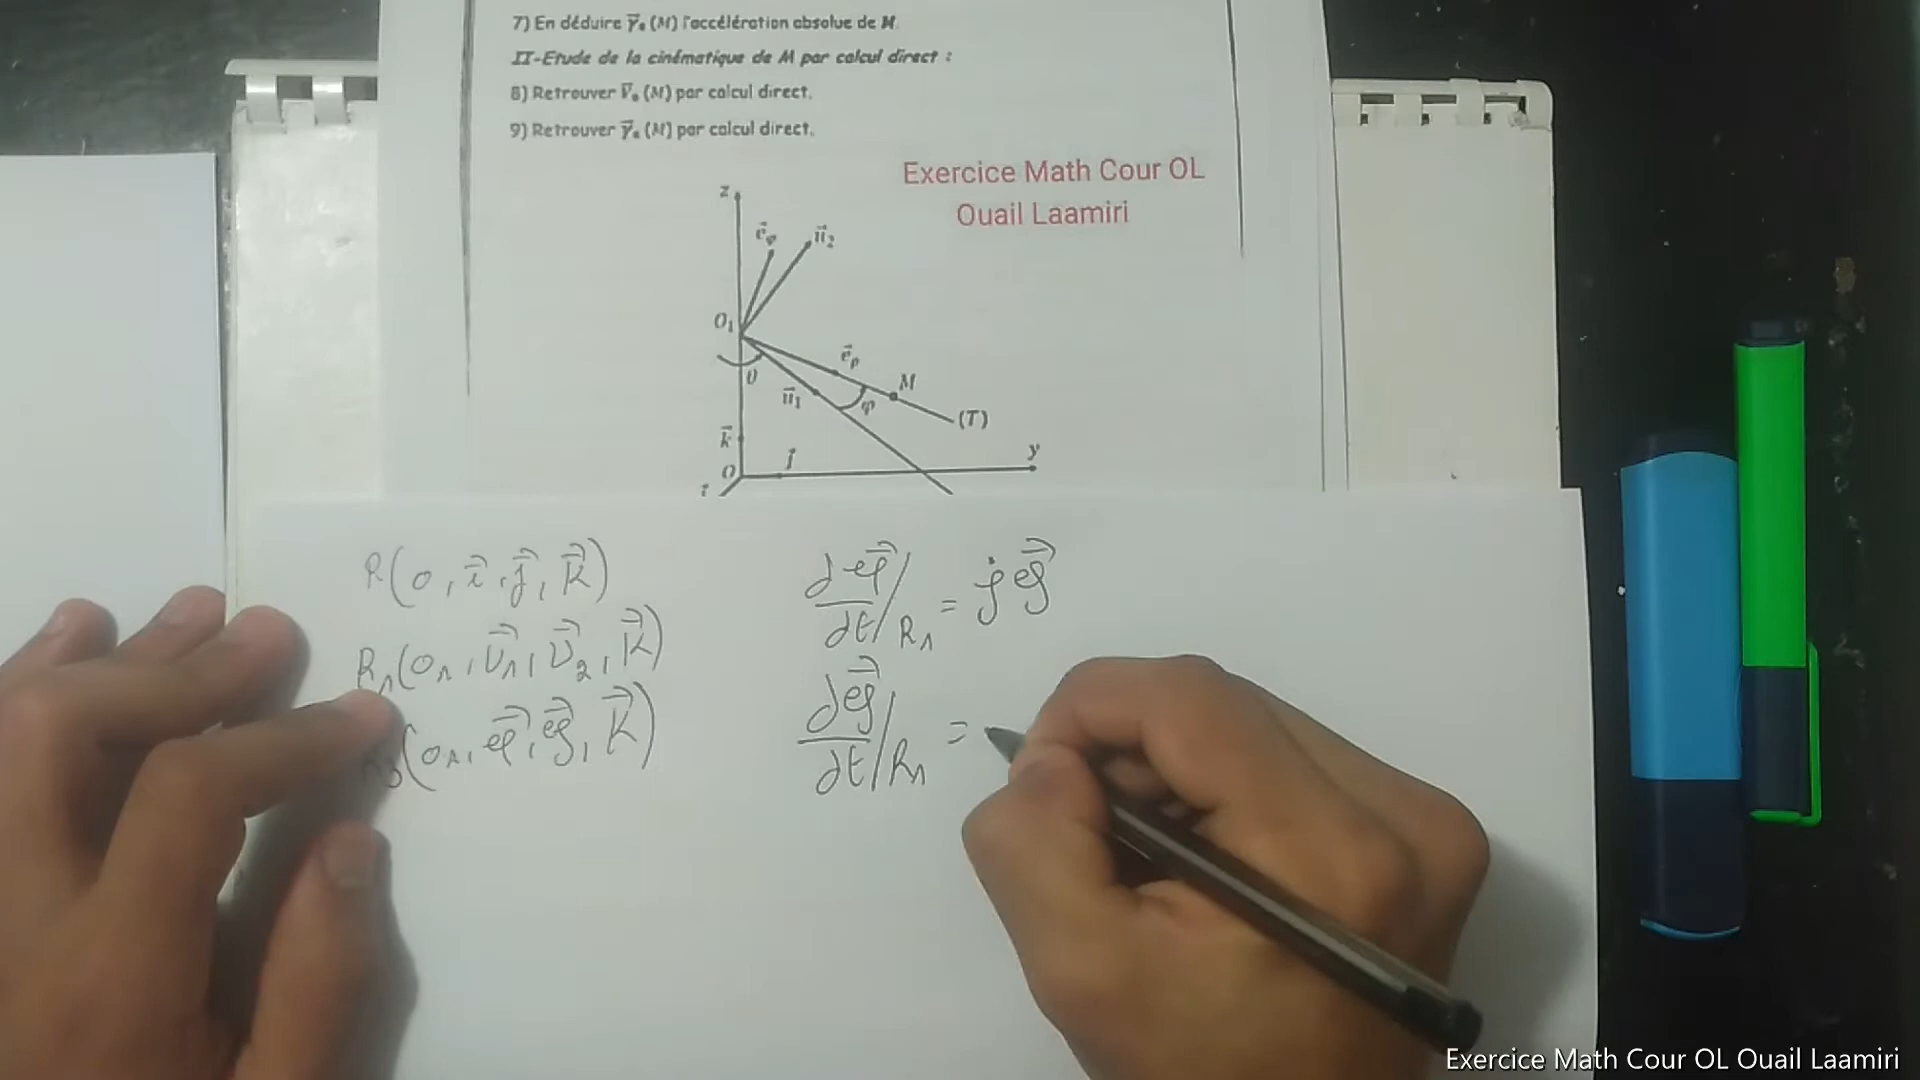 7) En déduire γ⃗ₐ (M) l'accélération absolue de M.
II-Etude de la cinématique de M par calcul direct :
8) Retrouver V⃗ₐ (M) par calcul direct.
9) Retrouver γ⃗ₐ (M) par calcul direct.
Exercice Math Cour OL
Ouail Laamiri
z
e⃗φ
u⃗₂
O₁
e⃗ρ
θ
M
u⃗₁
φ
(T)
k⃗
y
O
j⃗
R(O, i⃗, j⃗, k⃗)
R₁(O₁, U⃗₁, U⃗₂, k⃗)
(O₁, e⃗φ, e⃗ρ, k⃗)
de⃗φ/dt /R₁ = φ̇ e⃗ρ
de⃗ρ/dt /R₁ =
Exercice Math Cour OL Ouail Laamiri